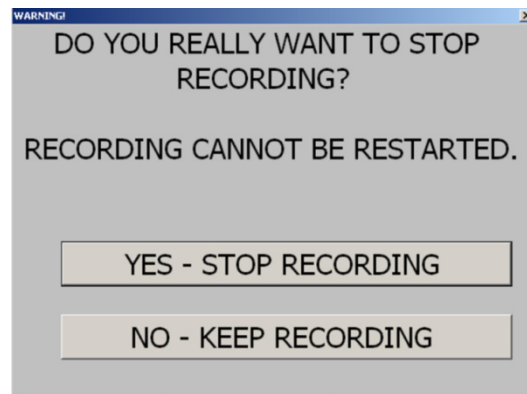 WARNING!
DO YOU REALLY WANT TO STOP
RECORDING?
RECORDING CANNOT BE RESTARTED.
YES - STOP RECORDING
NO - KEEP RECORDING